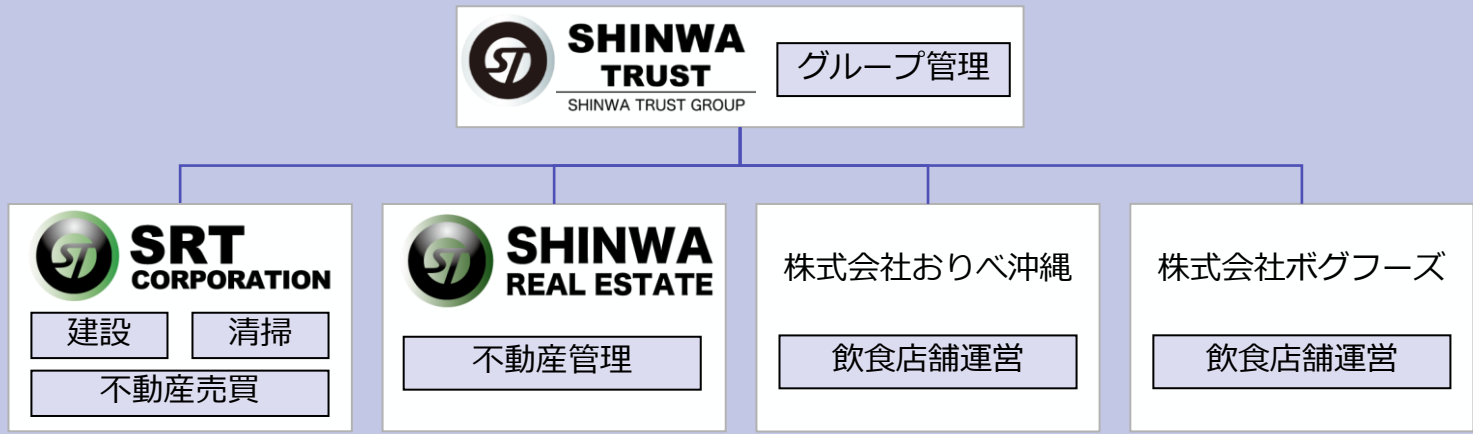 SHINWA
TRUST
SHINWA TRUST GROUP
グループ管理
SRT
CORPORATION
建設
清掃
不動産売買
SHINWA
REAL ESTATE
不動産管理
株式会社おりべ沖縄
飲食店舗運営
株式会社ボグフーズ
飲食店舗運営